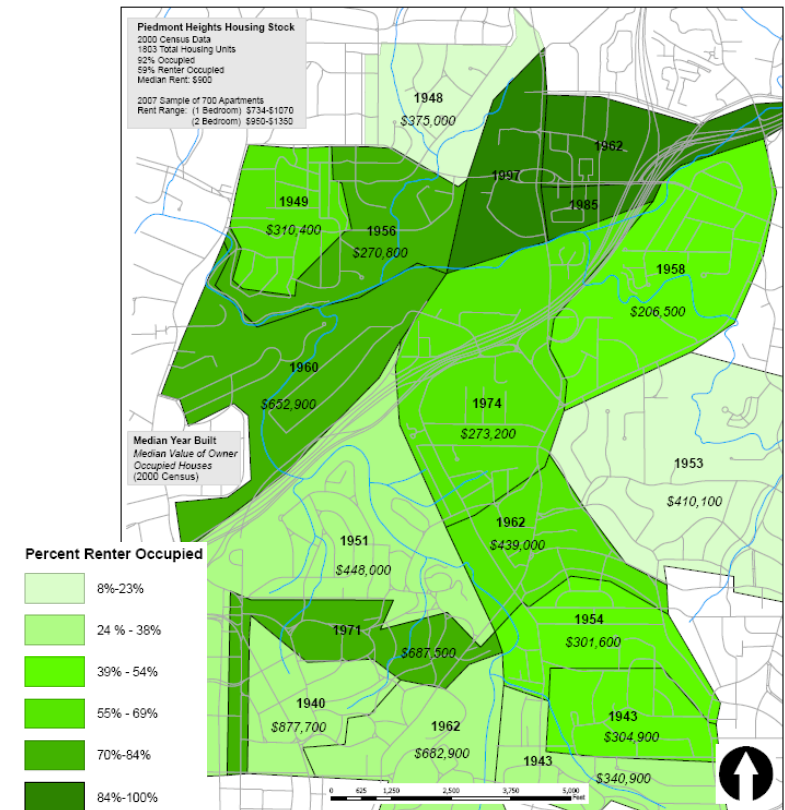 Piedmont Heights Housing Stock
2000 Census Data
1803 Total Housing Units
92% Occupied
59% Renter Occupied
Median Rent: $900
2007 Sample of 700 Apartments
Rent Range: (1 Bedroom) $734-$1070
(2 Bedroom) $950-$1350
1948
$375,000
1962
1997
1985
1949
$310,400
1956
$270,800
1958
$206,500
1960
$652,900
1974
$273,200
Median Year Built
Median Value of Owner
Occupied Houses
(2000 Census)
1953
$410,100
1962
$439,000
1951
$448,000
Percent Renter Occupied
8%-23%
24 % - 38%
39% - 54%
55% - 69%
70%-84%
84%-100%
1954
$301,600
1971
$687,500
1940
$877,700
1962
$682,900
1943
$304,900
1943
$340,900
0 625 1,250 2,500 3,750 5,000
Feet